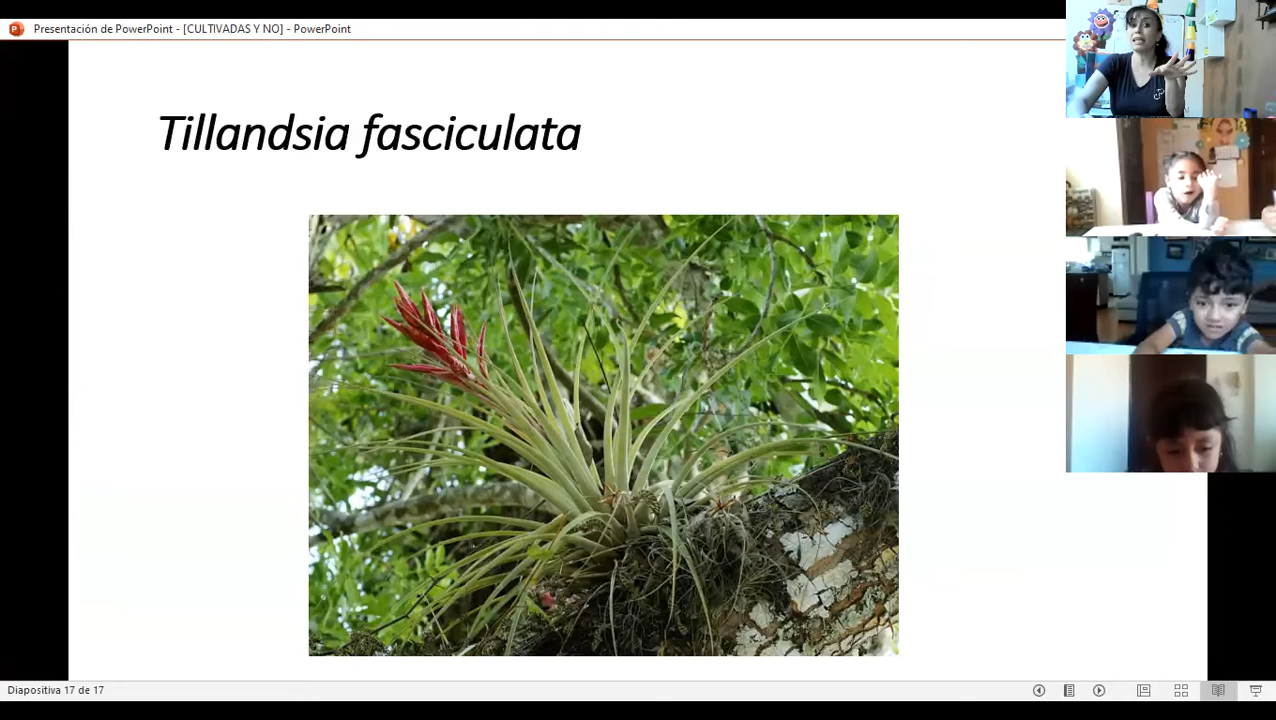 Presentación de PowerPoint - [CULTIVADAS Y NO] - PowerPoint
Tillandsia fasciculata
Diapositiva 17 de 17